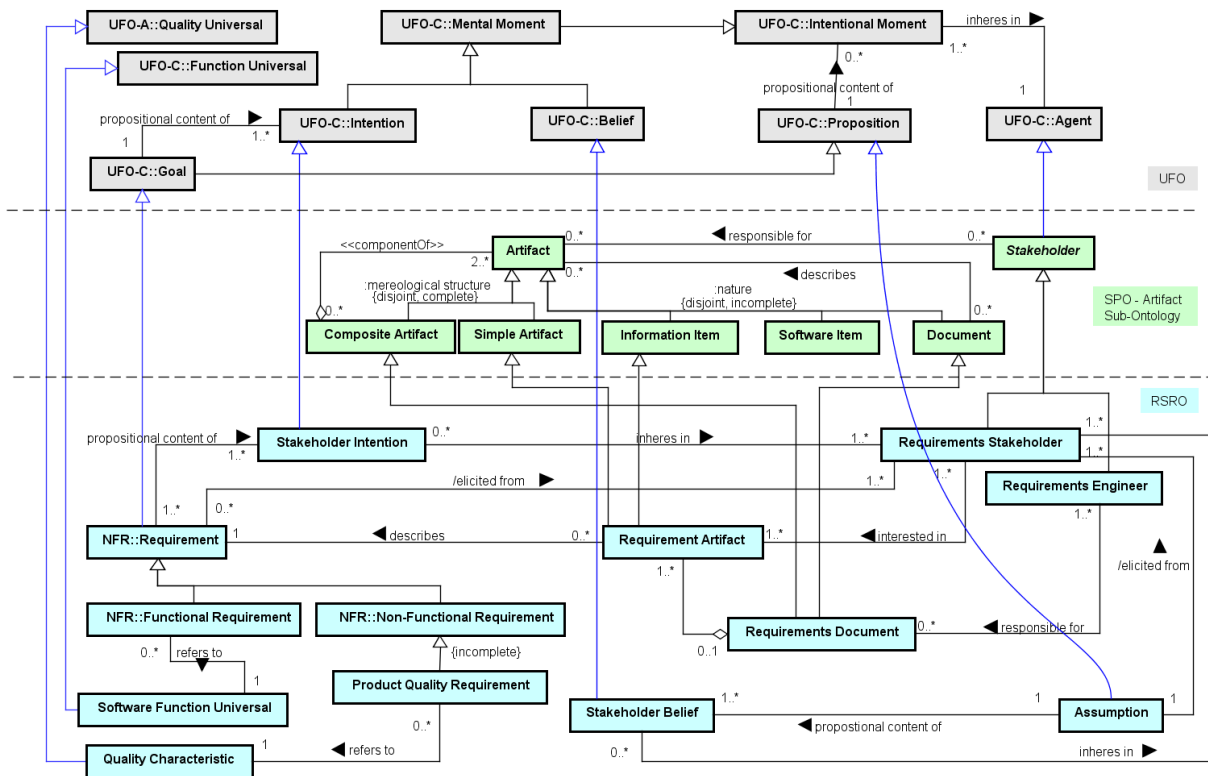 UFO-A::Quality Universal
UFO-C::Mental Moment
UFO-C::Intentional Moment
inheres in
0..*
1..*
UFO-C::Function Universal
propositional content of
1
1
propositional content of
1
1..*
UFO-C::Intention
UFO-C::Belief
UFO-C::Proposition
UFO-C::Agent
UFO-C::Goal
UFO
<<componentOf>>
2..*
Artifact
0..*
responsible for
0..*
Stakeholder
0..*
describes
:mereological structure
{disjoint, complete}
:nature
{disjoint, incomplete}
0..*
0..*
SPO - Artifact
Sub-Ontology
Composite Artifact
Simple Artifact
Information Item
Software Item
Document
RSRO
propositional content of
1..*
Stakeholder Intention
0..*
inheres in
1..*
Requirements Stakeholder
1..*
1..*
/elicited from
1..*
1..*
Requirements Engineer
1..*
0..*
1..*
NFR::Requirement
1
describes
0..*
Requirement Artifact
1..*
interested in
1..*
/elicited from
NFR::Functional Requirement
NFR::Non-Functional Requirement
Requirements Document
0..*
responsible for
0..1
0..*
refers to
1
{incomplete}
Product Quality Requirement
Software Function Universal
0..*
Stakeholder Belief
1..*
propostional content of
1
Assumption
1
Quality Characteristic
1
refers to
0..*
inheres in